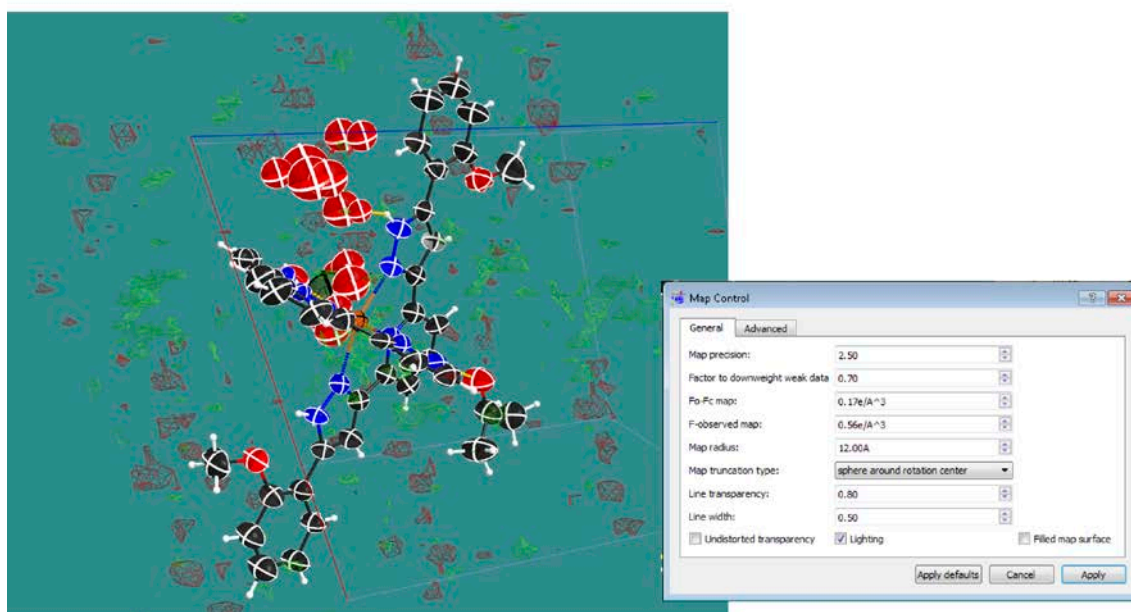 Map Control
General Advanced
Map precision: 2.50
Factor to downweight weak data 0.70
Fo-Fc map: 0.17e/A^3
F-observed map: 0.56e/A^3
Map radius: 12.00A
Map truncation type: sphere around rotation center
Line transparency: 0.80
Line width: 0.50
Undistorted transparency Lighting Filled map surface
Apply defaults Cancel Apply